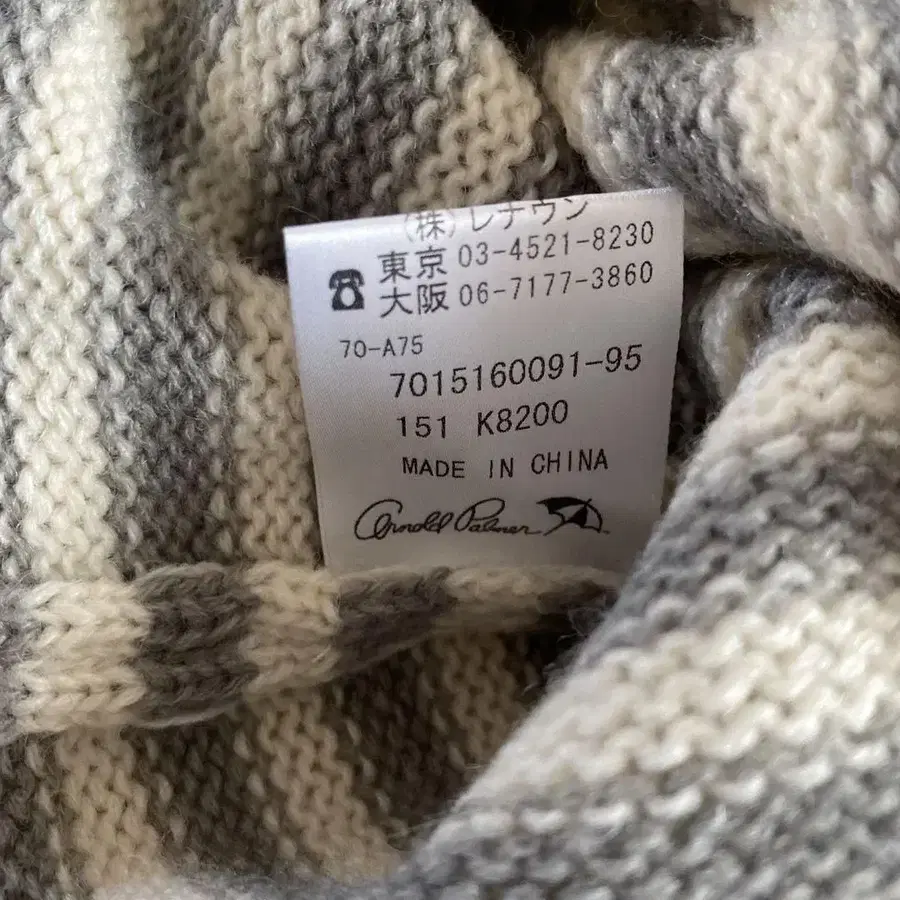 (株)レナウン
東京 03-4521-8230
☎
大阪 06-7177-3860
70-A75
7015160091-95
151 K8200
MADE IN CHINA
Arnold Palmer